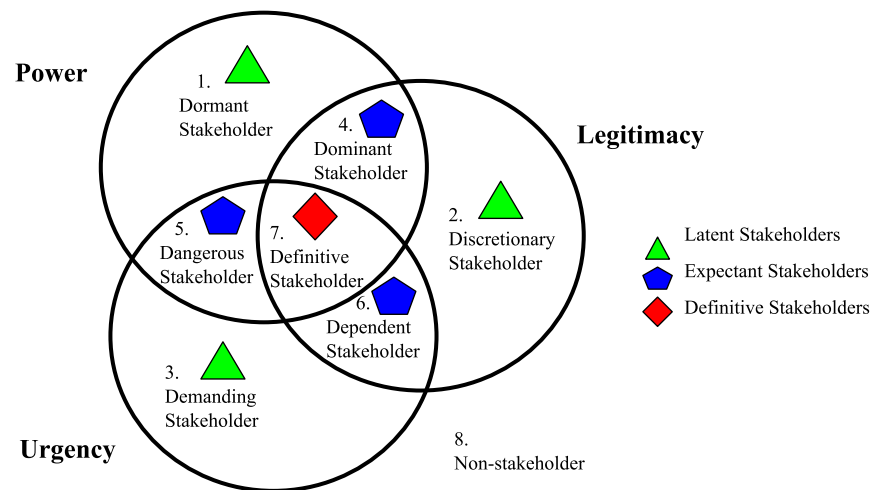 Power
1.
Dormant
Stakeholder
4.
Dominant
Stakeholder
Legitimacy
2.
Discretionary
Stakeholder
5.
Dangerous
Stakeholder
7.
Definitive
Stakeholder
6.
Dependent
Stakeholder
3.
Demanding
Stakeholder
Urgency
8.
Non-stakeholder
Latent Stakeholders
Expectant Stakeholders
Definitive Stakeholders